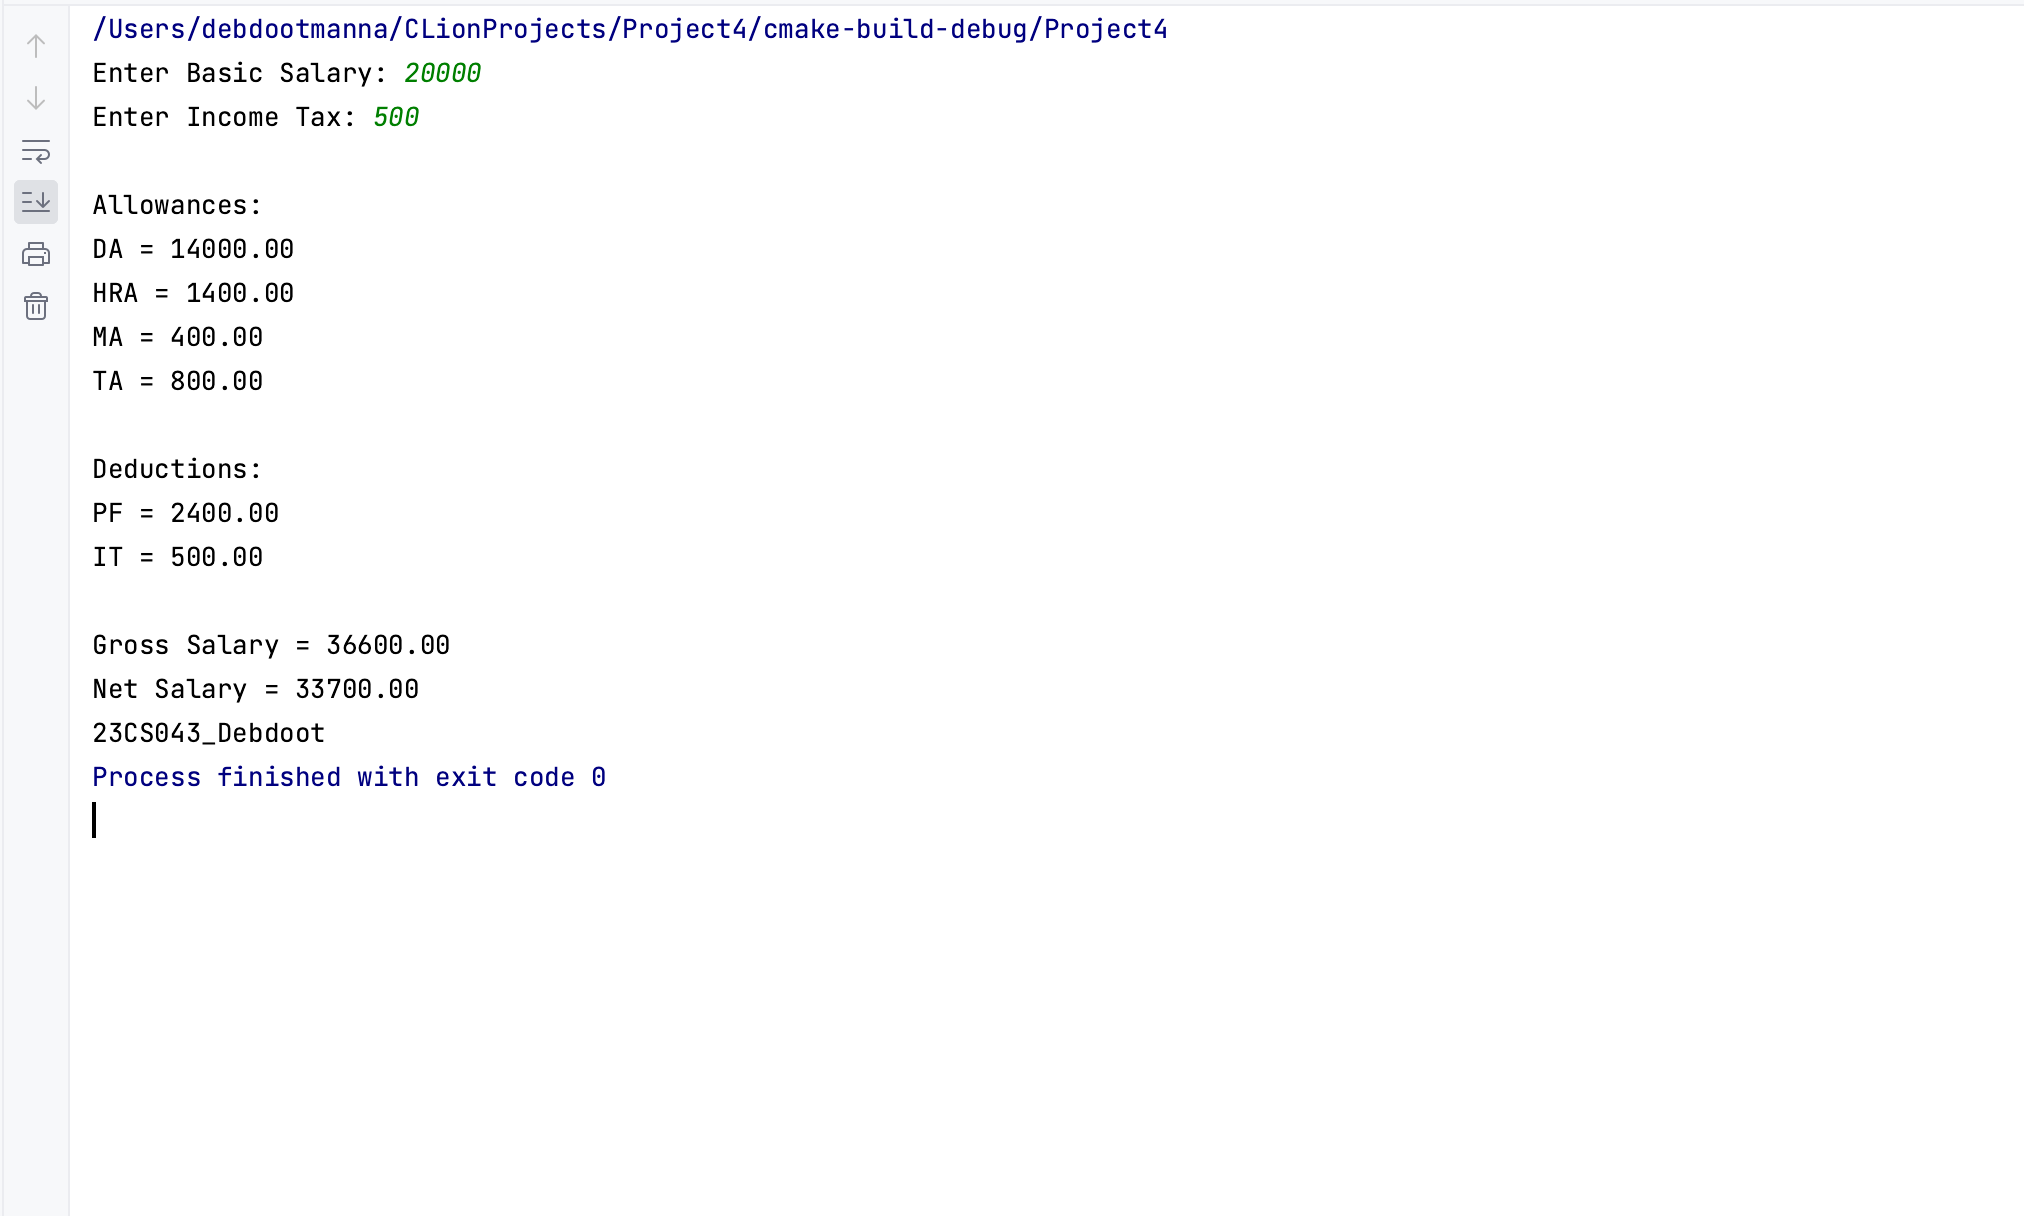 /Users/debdootmanna/CLionProjects/Project4/cmake-build-debug/Project4
Enter Basic Salary: 20000
Enter Income Tax: 500
Allowances:
DA = 14000.00
HRA = 1400.00
MA = 400.00
TA = 800.00
Deductions:
PF = 2400.00
IT = 500.00
Gross Salary = 36600.00
Net Salary = 33700.00
23CS043_Debdoot
Process finished with exit code 0